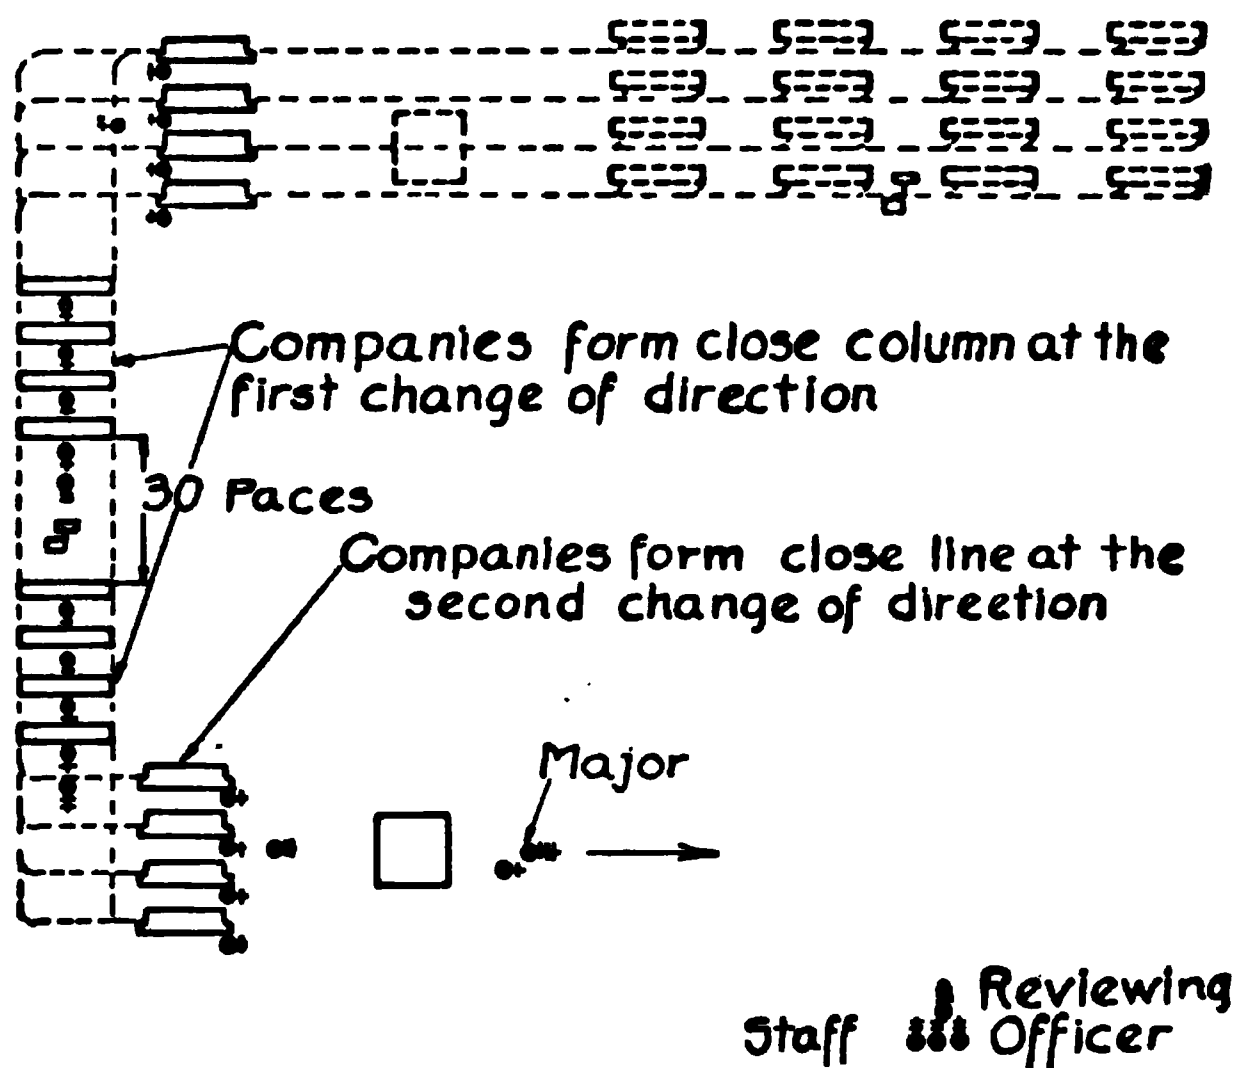 Companies form close column at the
first change of direction
30 Paces
Companies form close line at the
second change of direetion
Major
Reviewing
Staff Officer